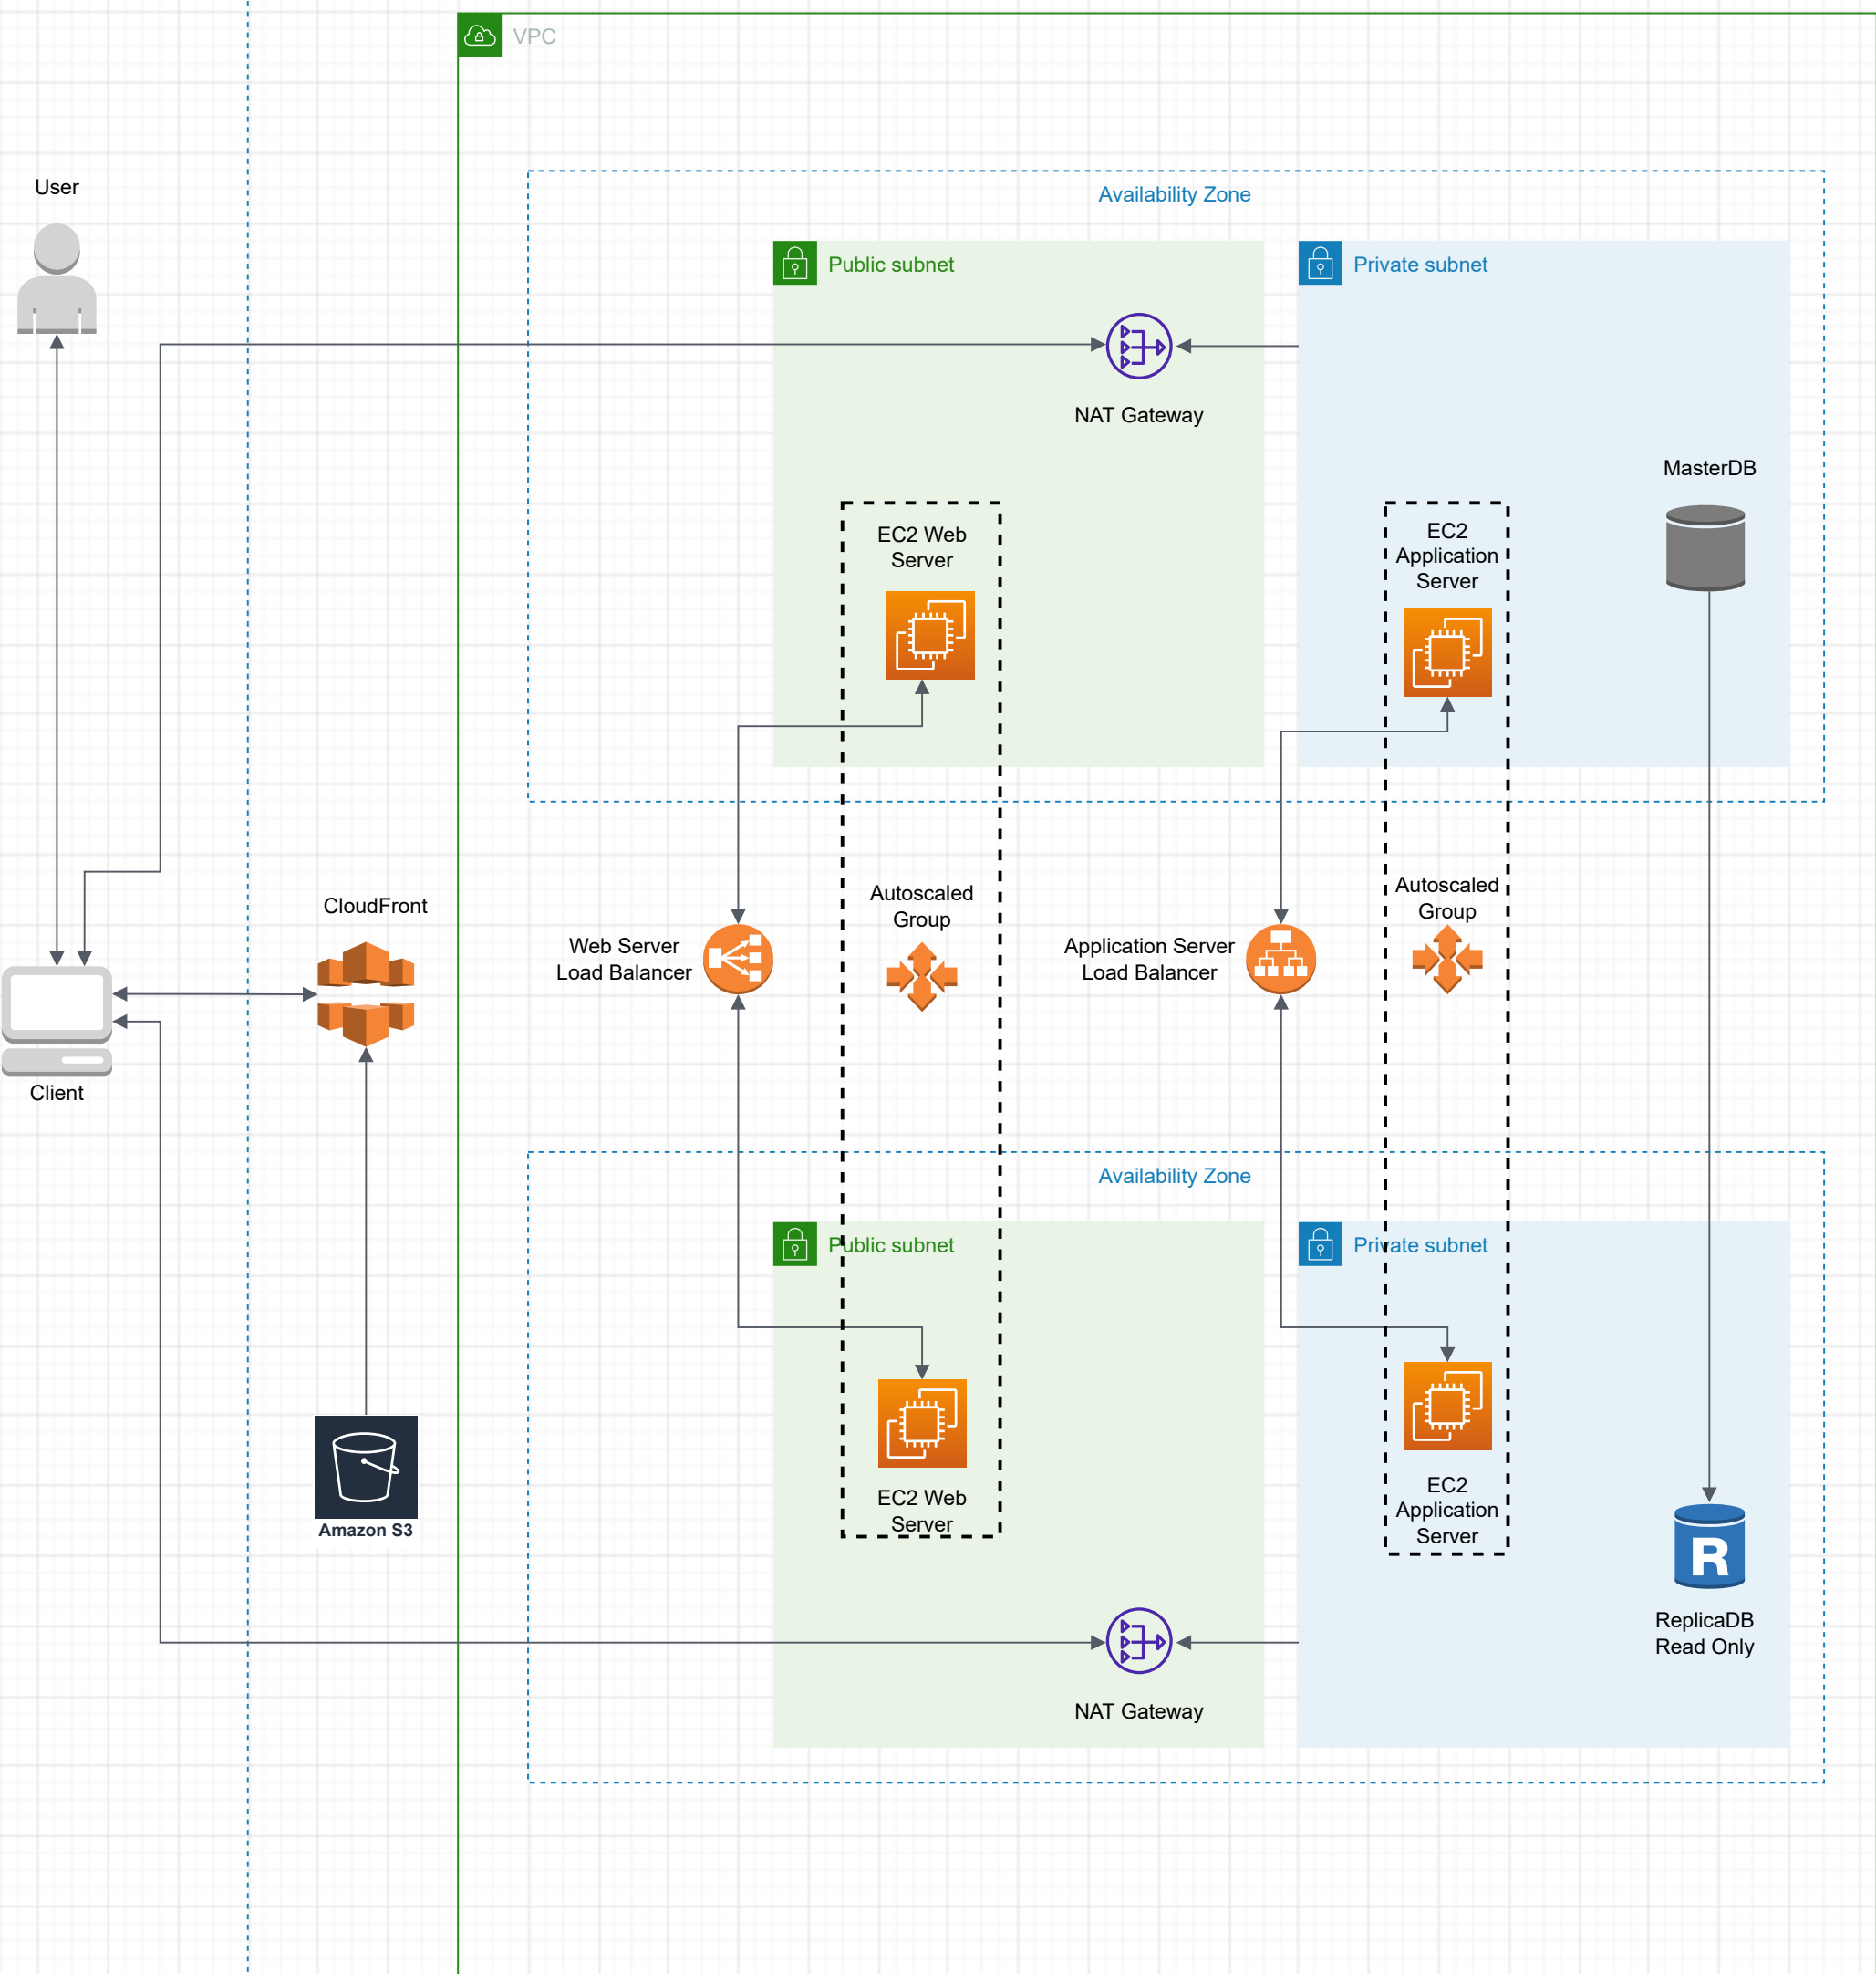 VPC
User
Availability Zone
Public subnet
Private subnet
NAT Gateway
MasterDB
EC2 Web
Server
EC2
Application
Server
CloudFront
Web Server
Load Balancer
Autoscaled
Group
Application Server
Load Balancer
Autoscaled
Group
Client
Availability Zone
Public subnet
Private subnet
Amazon S3
EC2 Web
Server
EC2
Application
Server
R
ReplicaDB
Read Only
NAT Gateway